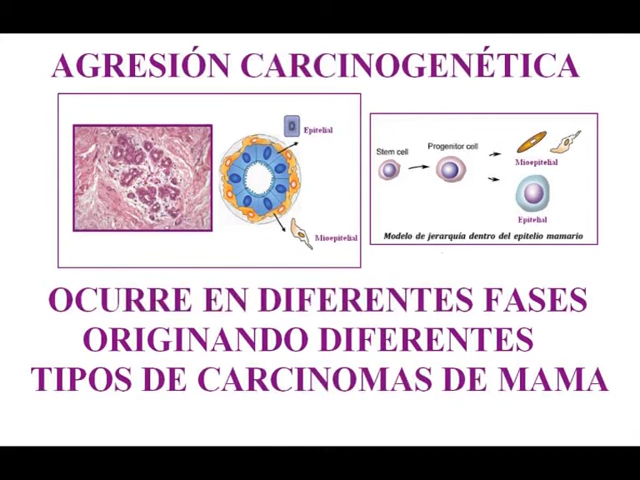 AGRESIÓN CARCINOGENÉTICA
Epitelial
Mioepitelial
Stem cell
Progenitor cell
Mioepitelial
Epitelial
Modelo de jerarquía dentro del epitelio mamario
OCURRE EN DIFERENTES FASES
ORIGINANDO DIFERENTES
TIPOS DE CARCINOMAS DE MAMA